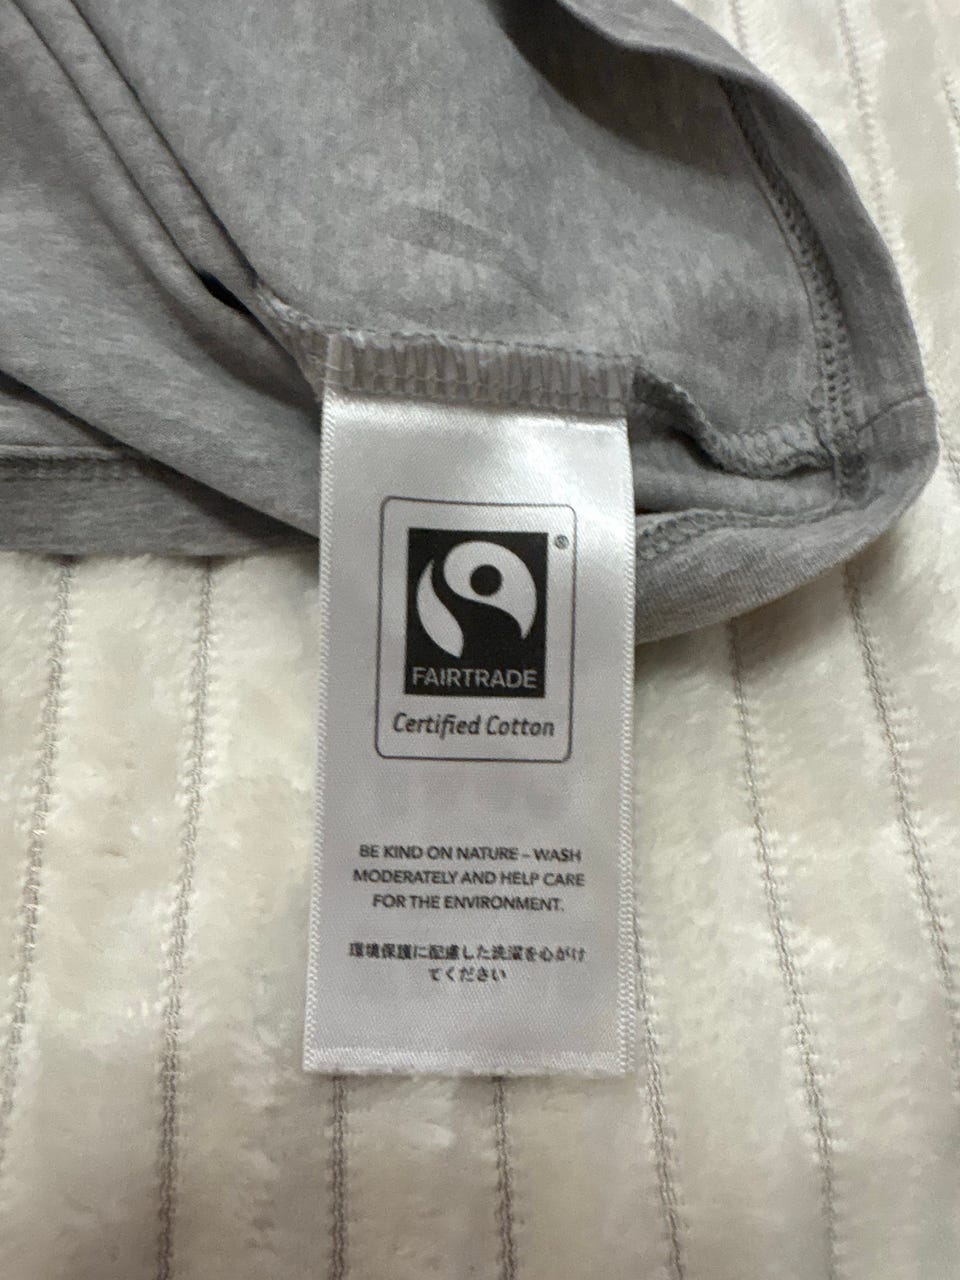 ®
FAIRTRADE
Certified Cotton
BE KIND ON NATURE – WASH
MODERATELY AND HELP CARE
FOR THE ENVIRONMENT.
環境保護に配慮した洗濯を心がけ
てください